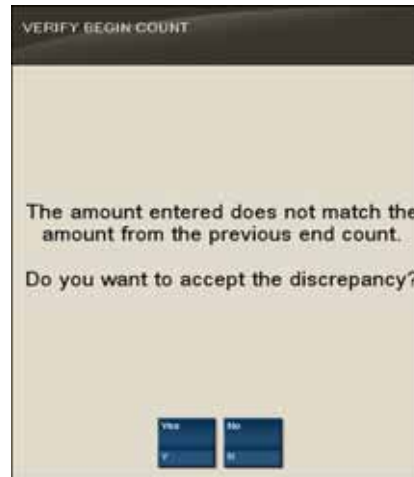 VERIFY BEGIN COUNT
The amount entered does not match the
amount from the previous end count.
Do you want to accept the discrepancy?
Yes No
Y N